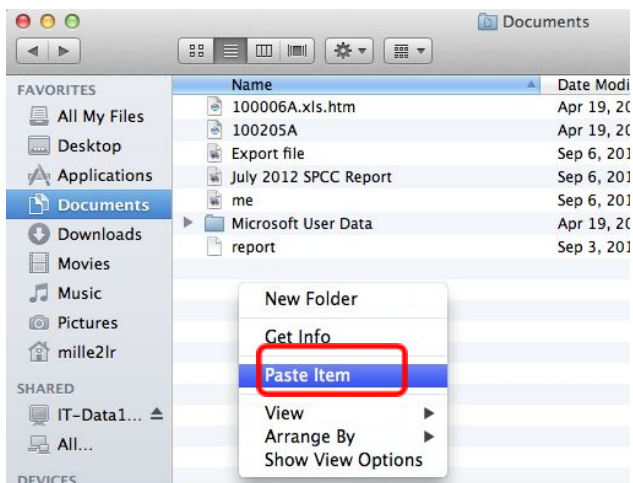 Documents
FAVORITES
All My Files
Desktop
Applications
Documents
Downloads
Movies
Music
Pictures
mille2lr
SHARED
IT-Data1...
All...
DEVICES
Name Date Modi
100006A.xls.htm Apr 19, 20
100205A Apr 19, 20
Export file Sep 6, 201
July 2012 SPCC Report Sep 6, 201
me Sep 6, 201
Microsoft User Data Apr 19, 20
report Sep 3, 201
New Folder
Get Info
Paste Item
View
Arrange By
Show View Options